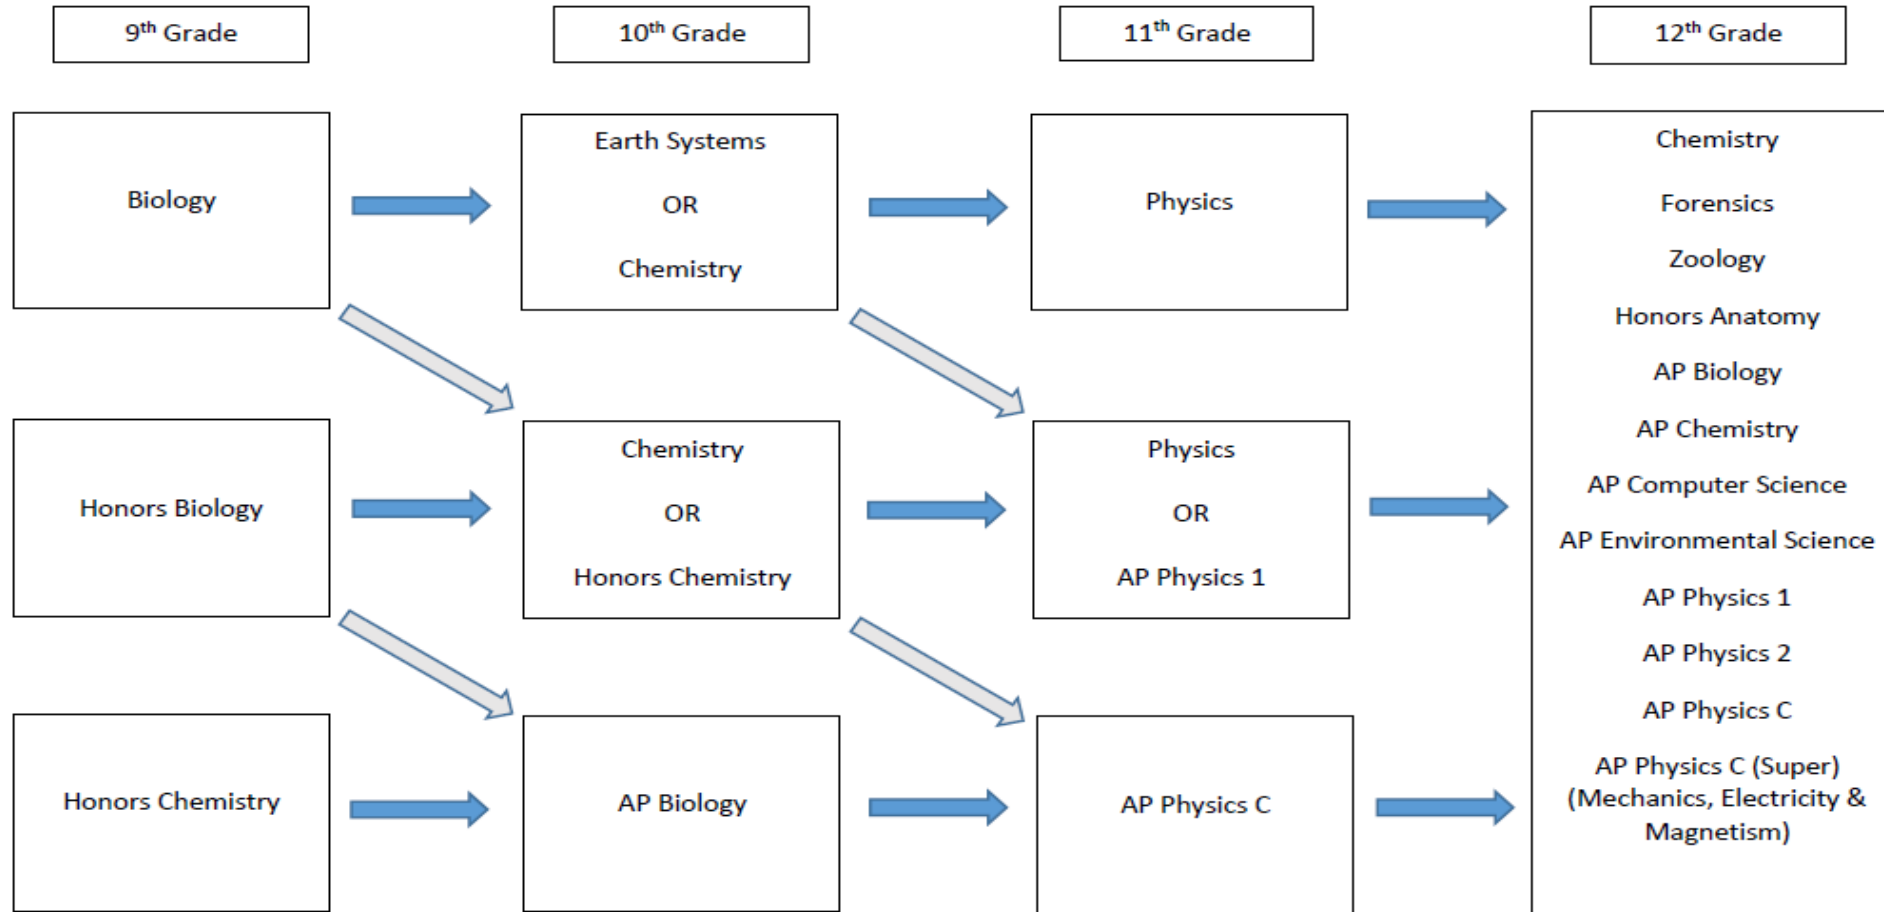 9th Grade
10th Grade
11th Grade
12th Grade
Biology
Earth Systems
OR
Chemistry
Physics
Honors Biology
Chemistry
OR
Honors Chemistry
Physics
OR
AP Physics 1
Honors Chemistry
AP Biology
AP Physics C
Chemistry
Forensics
Zoology
Honors Anatomy
AP Biology
AP Chemistry
AP Computer Science
AP Environmental Science
AP Physics 1
AP Physics 2
AP Physics C
AP Physics C (Super)
(Mechanics, Electricity &
Magnetism)